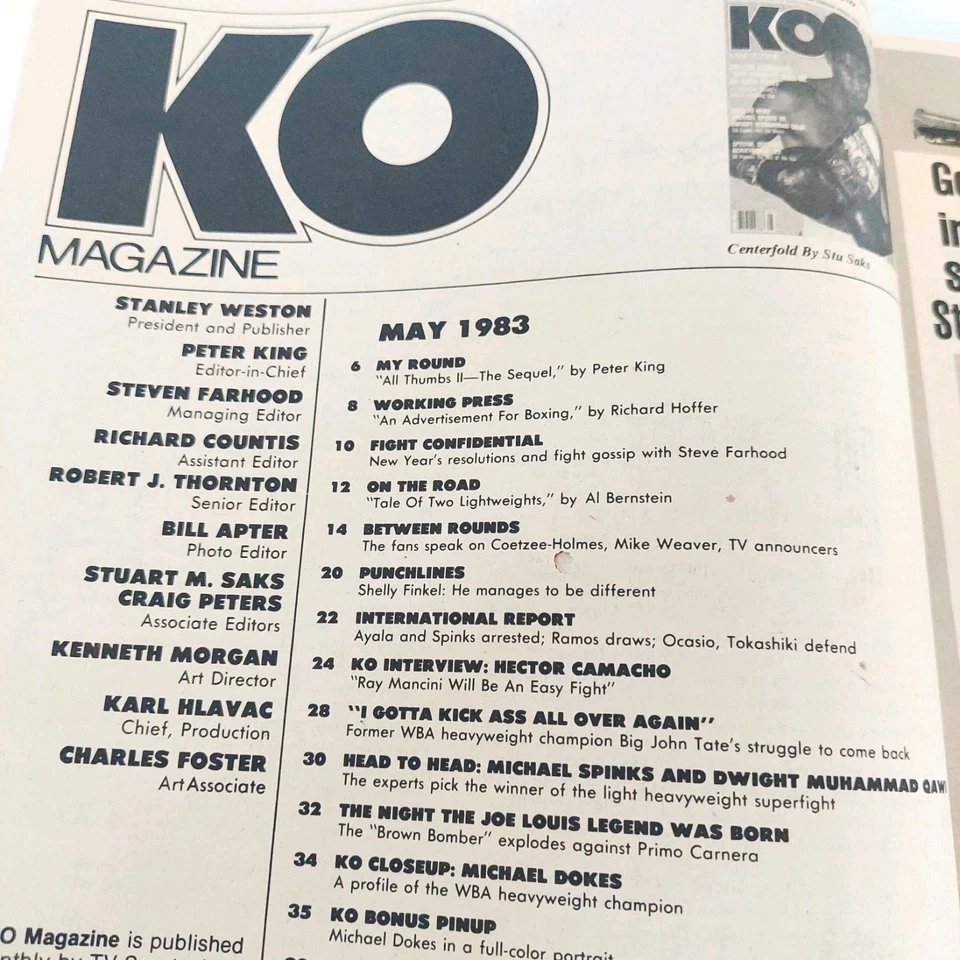 KO
MAGAZINE
KO
Centerfold By Stu Saks
STANLEY WESTON
President and Publisher
PETER KING
Editor-in-Chief
STEVEN FARHOOD
Managing Editor
RICHARD COUNTIS
Assistant Editor
ROBERT J. THORNTON
Senior Editor
BILL APTER
Photo Editor
STUART M. SAKS
CRAIG PETERS
Associate Editors
KENNETH MORGAN
Art Director
KARL HLAVAC
Chief, Production
CHARLES FOSTER
Art Associate
O Magazine is published
MAY 1983
6 MY ROUND
"All Thumbs II—The Sequel," by Peter King
8 WORKING PRESS
"An Advertisement For Boxing," by Richard Hoffer
10 FIGHT CONFIDENTIAL
New Year's resolutions and fight gossip with Steve Farhood
12 ON THE ROAD
"Tale Of Two Lightweights," by Al Bernstein
14 BETWEEN ROUNDS
The fans speak on Coetzee-Holmes, Mike Weaver, TV announcers
20 PUNCHLINES
Shelly Finkel: He manages to be different
22 INTERNATIONAL REPORT
Ayala and Spinks arrested; Ramos draws; Ocasio, Tokashiki defend
24 KO INTERVIEW: HECTOR CAMACHO
"Ray Mancini Will Be An Easy Fight"
28 "I GOTTA KICK ASS ALL OVER AGAIN"
Former WBA heavyweight champion Big John Tate's struggle to come back
30 HEAD TO HEAD: MICHAEL SPINKS AND DWIGHT MUHAMMAD QAW
The experts pick the winner of the light heavyweight superfight
32 THE NIGHT THE JOE LOUIS LEGEND WAS BORN
The "Brown Bomber" explodes against Primo Carnera
34 KO CLOSEUP: MICHAEL DOKES
A profile of the WBA heavyweight champion
35 KO BONUS PINUP
Michael Dokes in a full-color portrait